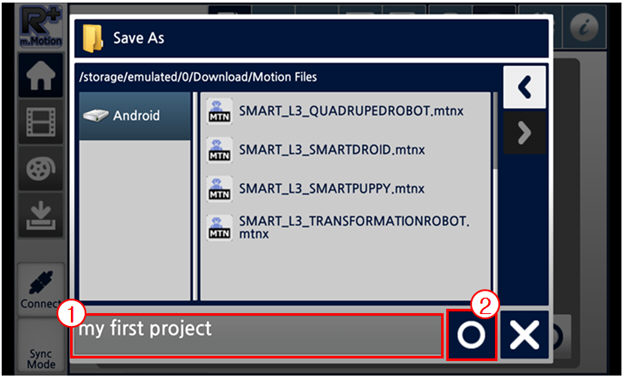 R+
m.Motion
Save As
/storage/emulated/0/Download/Motion Files
Android
MTN
SMART_L3_QUADRUPEDROBOT.mtnx
MTN
SMART_L3_SMARTDROID.mtnx
MTN
SMART_L3_SMARTPUPPY.mtnx
MTN
SMART_L3_TRANSFORMATIONROBOT.
mtnx
Connect
1
my first project
2
Sync
Mode